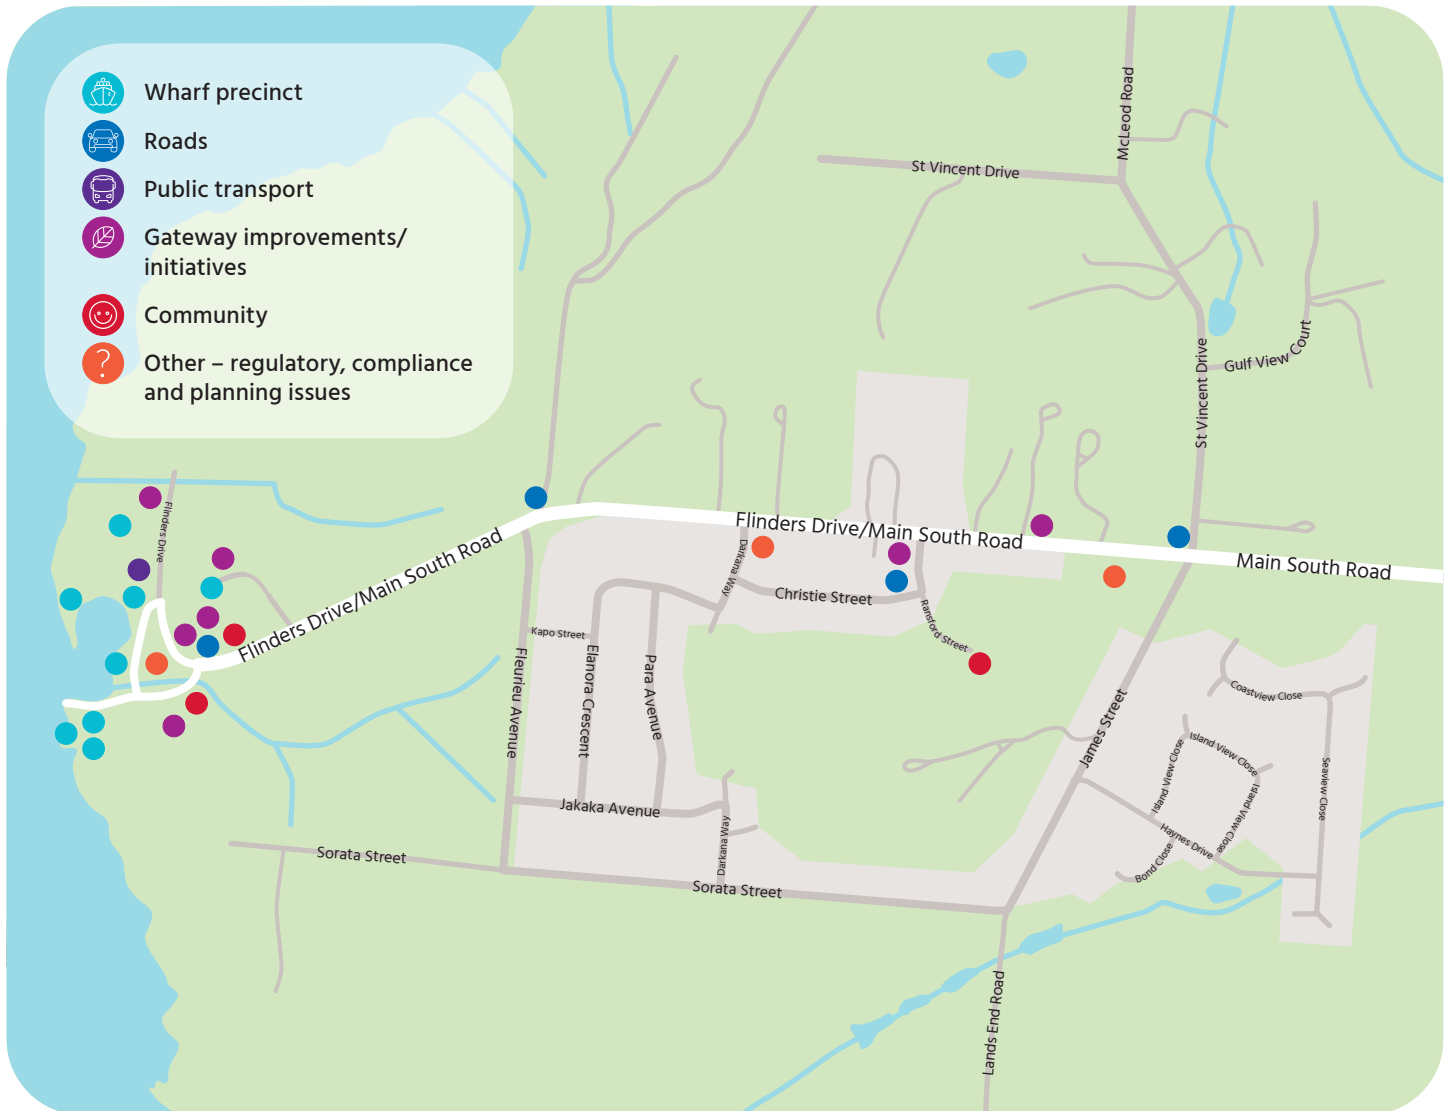 Wharf precinct
Roads
Public transport
Gateway improvements/
initiatives
Community
Other – regulatory, compliance
and planning issues
McLeod Road
St Vincent Drive
St Vincent Drive
Gulf View Court
Flinders Drive
Flinders Drive/Main South Road
Flinders Drive/Main South Road
Main South Road
Darkana Way
Christie Street
Ransford Street
Kapo Street
Fleurieu Avenue
Elanora Crescent
Para Avenue
Jakaka Avenue
Darkana Way
Sorata Street
Sorata Street
James Street
Coastview Close
Island View Close
Island View Close
Island View Close
Seaview Close
Haynes Drive
Bond Close
Lands End Road